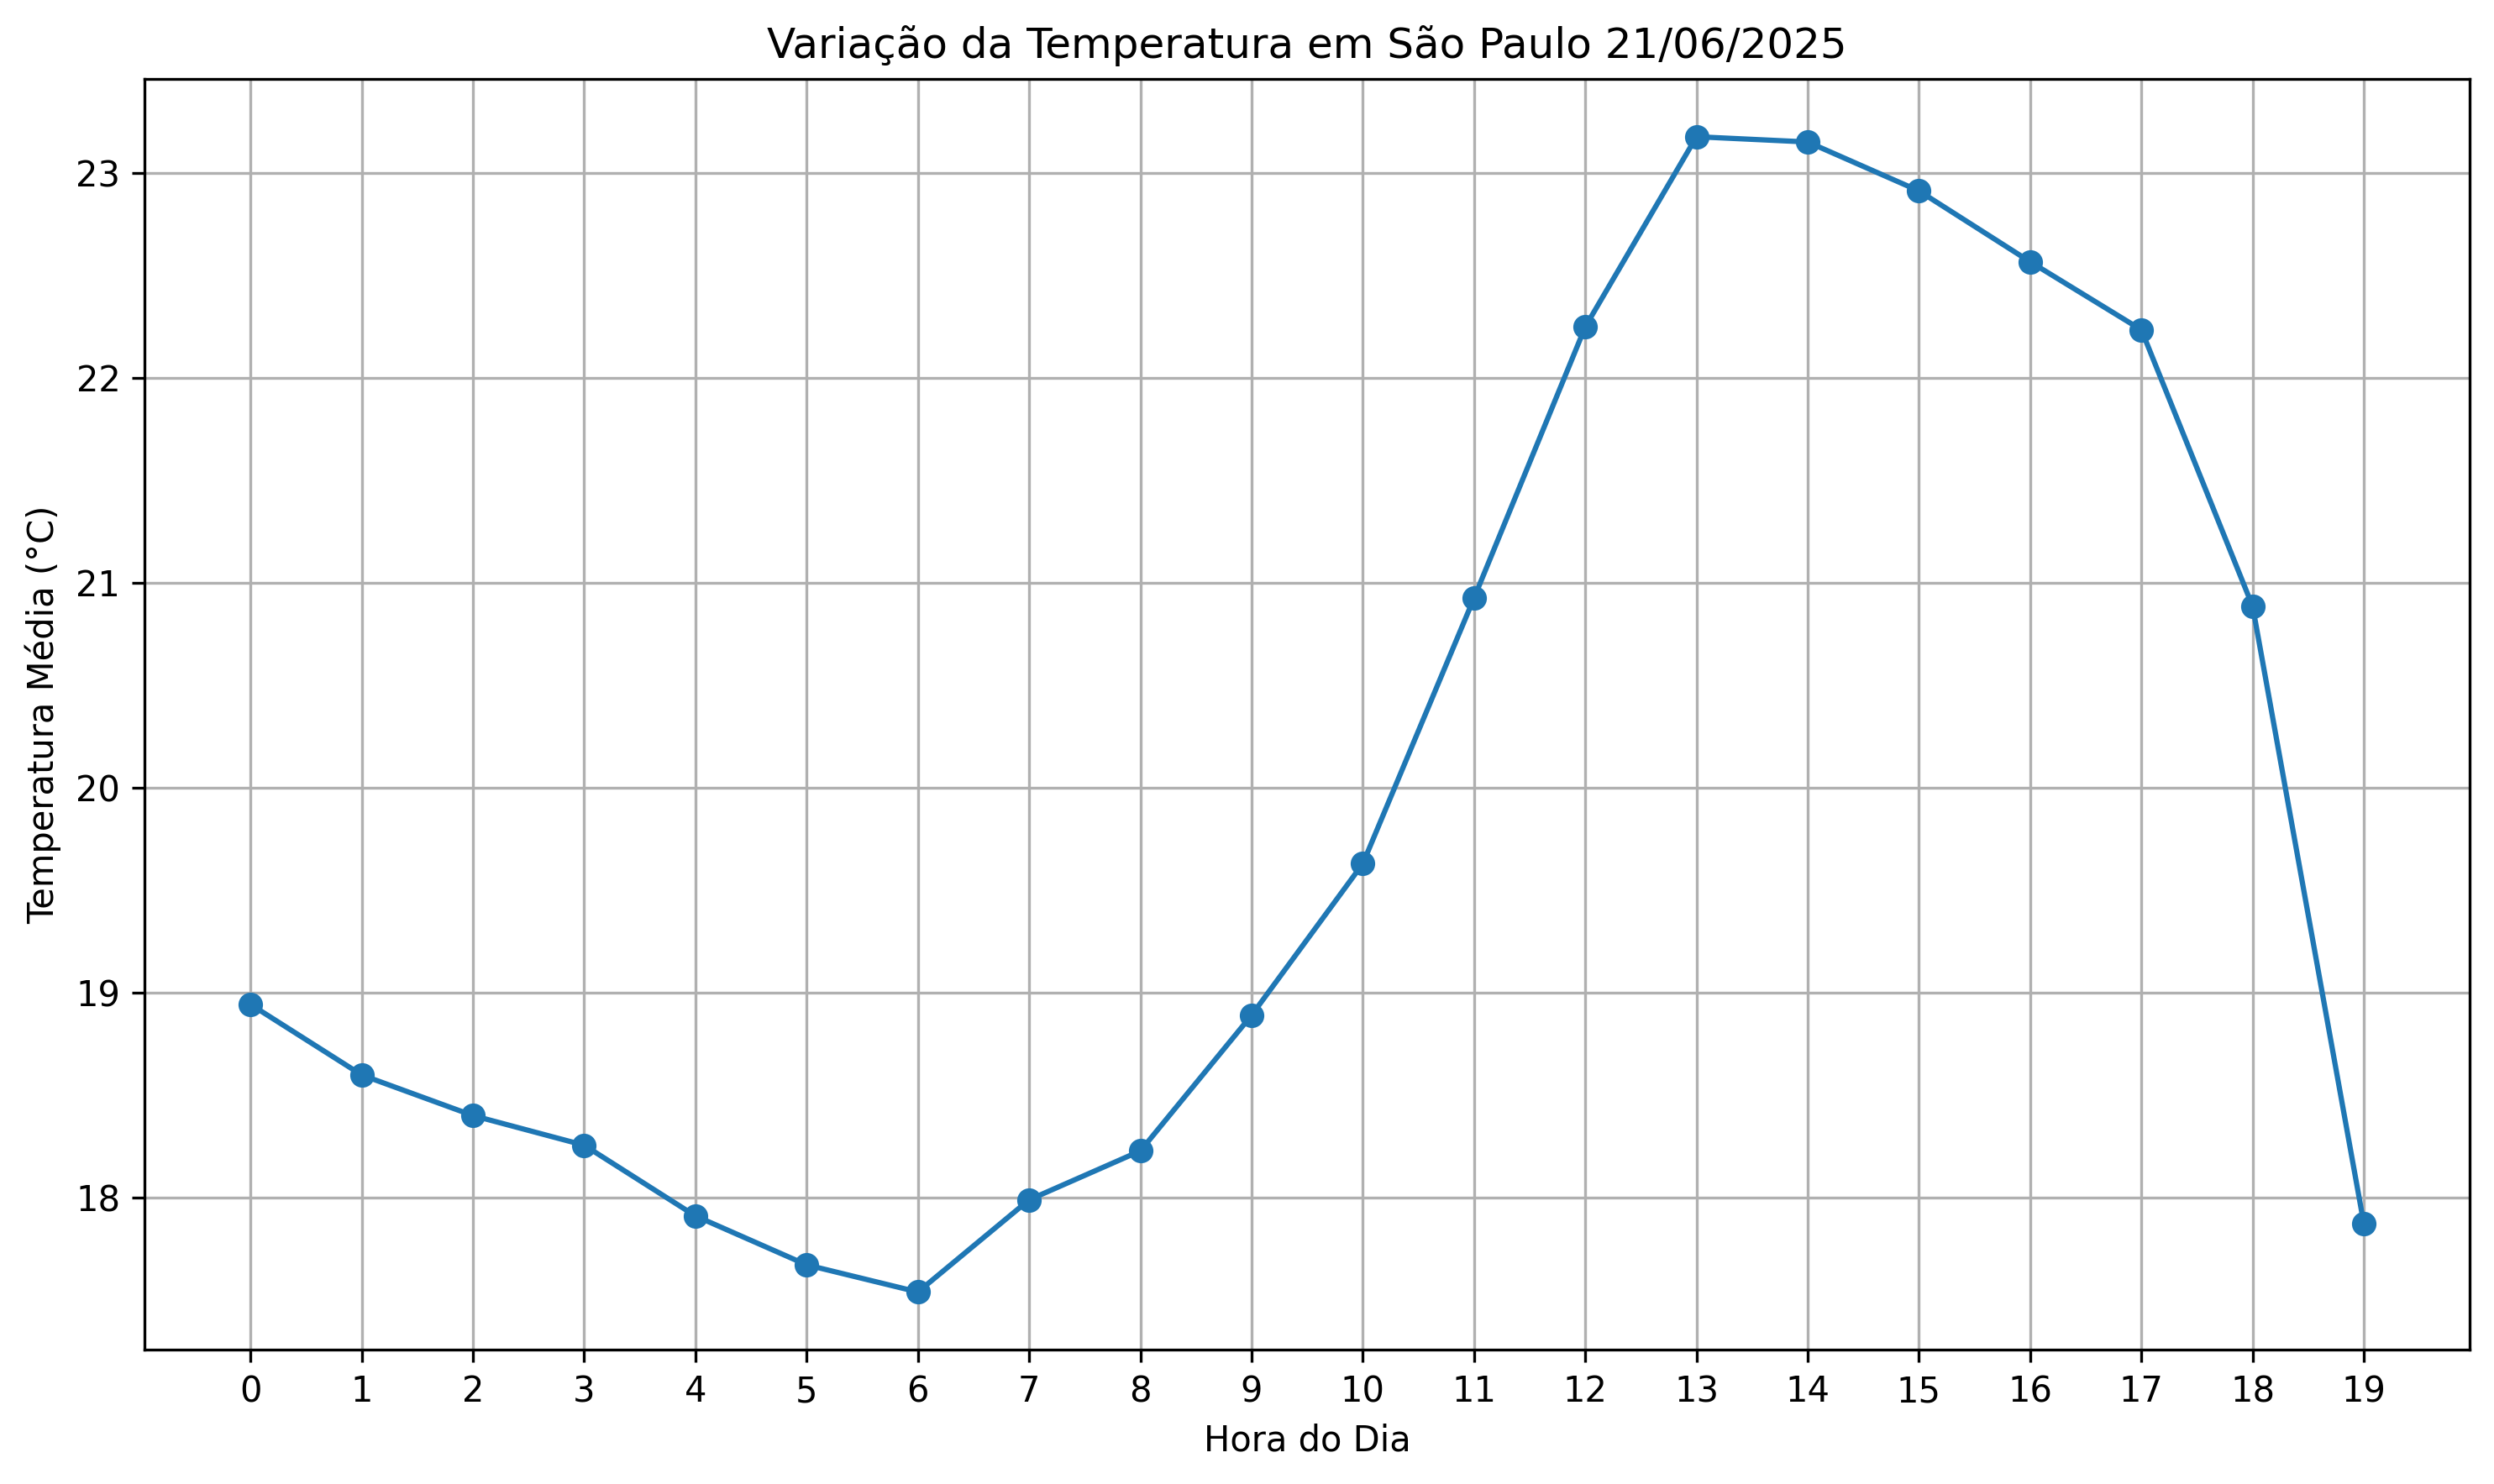 Variação da Temperatura em São Paulo 21/06/2025
Temperatura Média (°C)
23
22
21
20
19
18
0 1 2 3 4 5 6 7 8 9 10 11 12 13 14 15 16 17 18 19
Hora do Dia